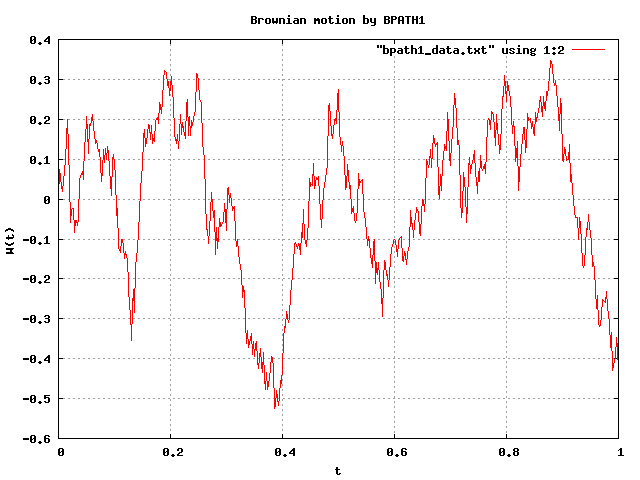 Brownian motion by BPATH1
"bpath1_data.txt" using 1:2
0.4
0.3
0.2
0.1
0
-0.1
-0.2
-0.3
-0.4
-0.5
-0.6
W(t)
0 0.2 0.4 0.6 0.8 1
t